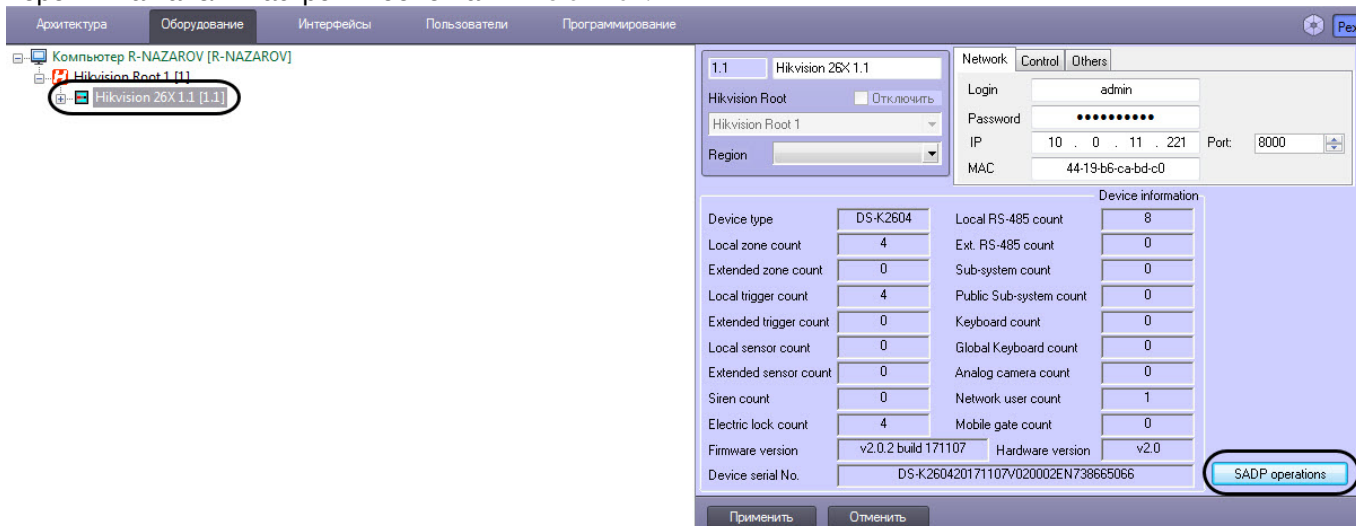 Архитектура Оборудование Интерфейсы Пользователи Программирование
Компьютер R-NAZAROV [R-NAZAROV]
Hikvision Root 1 [1]
Hikvision 26X 1.1 [1.1]
1.1 Hikvision 26X 1.1
Hikvision Root Отключить
Hikvision Root 1
Region
Network Control Others
Login admin
Password ••••••••••
IP 10 . 0 . 11 . 221 Port: 8000
MAC 44-19-b6-ca-bd-c0
Device information
Device type DS-K2604 Local RS-485 count 8
Local zone count 4 Ext. RS-485 count 0
Extended zone count 0 Sub-system count 0
Local trigger count 4 Public Sub-system count 0
Extended trigger count 0 Keyboard count 0
Local sensor count 0 Global Keyboard count 0
Extended sensor count 0 Analog camera count 0
Siren count 0 Network user count 1
Electric lock count 4 Mobile gate count 0
Firmware version v2.0.2 build 171107 Hardware version v2.0
Device serial No. DS-K260420171107V020002EN738665066 SADP operations
Применить Отменить